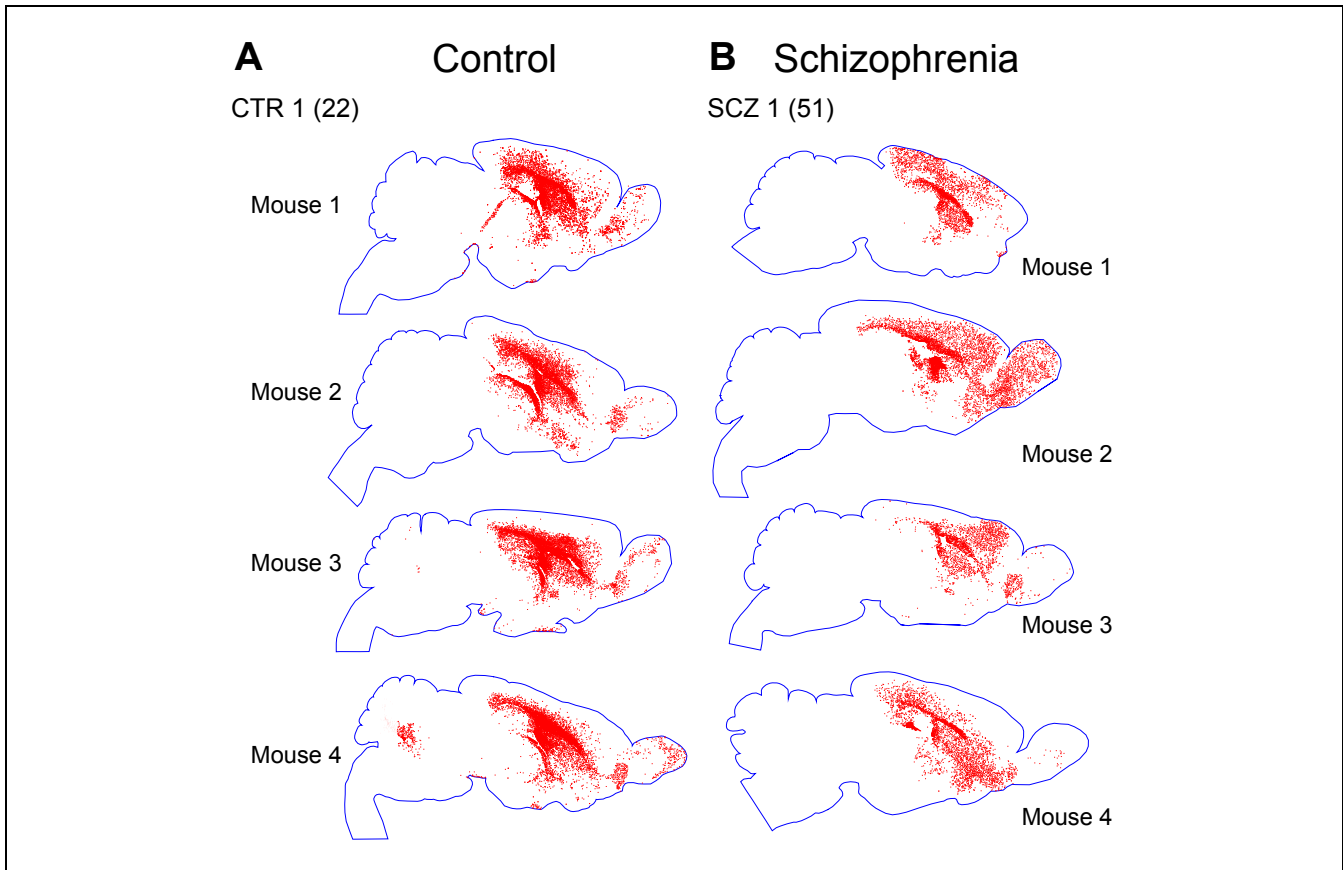 A Control
CTR 1 (22)
Mouse 1
Mouse 2
Mouse 3
Mouse 4
B Schizophrenia
SCZ 1 (51)
Mouse 1
Mouse 2
Mouse 3
Mouse 4